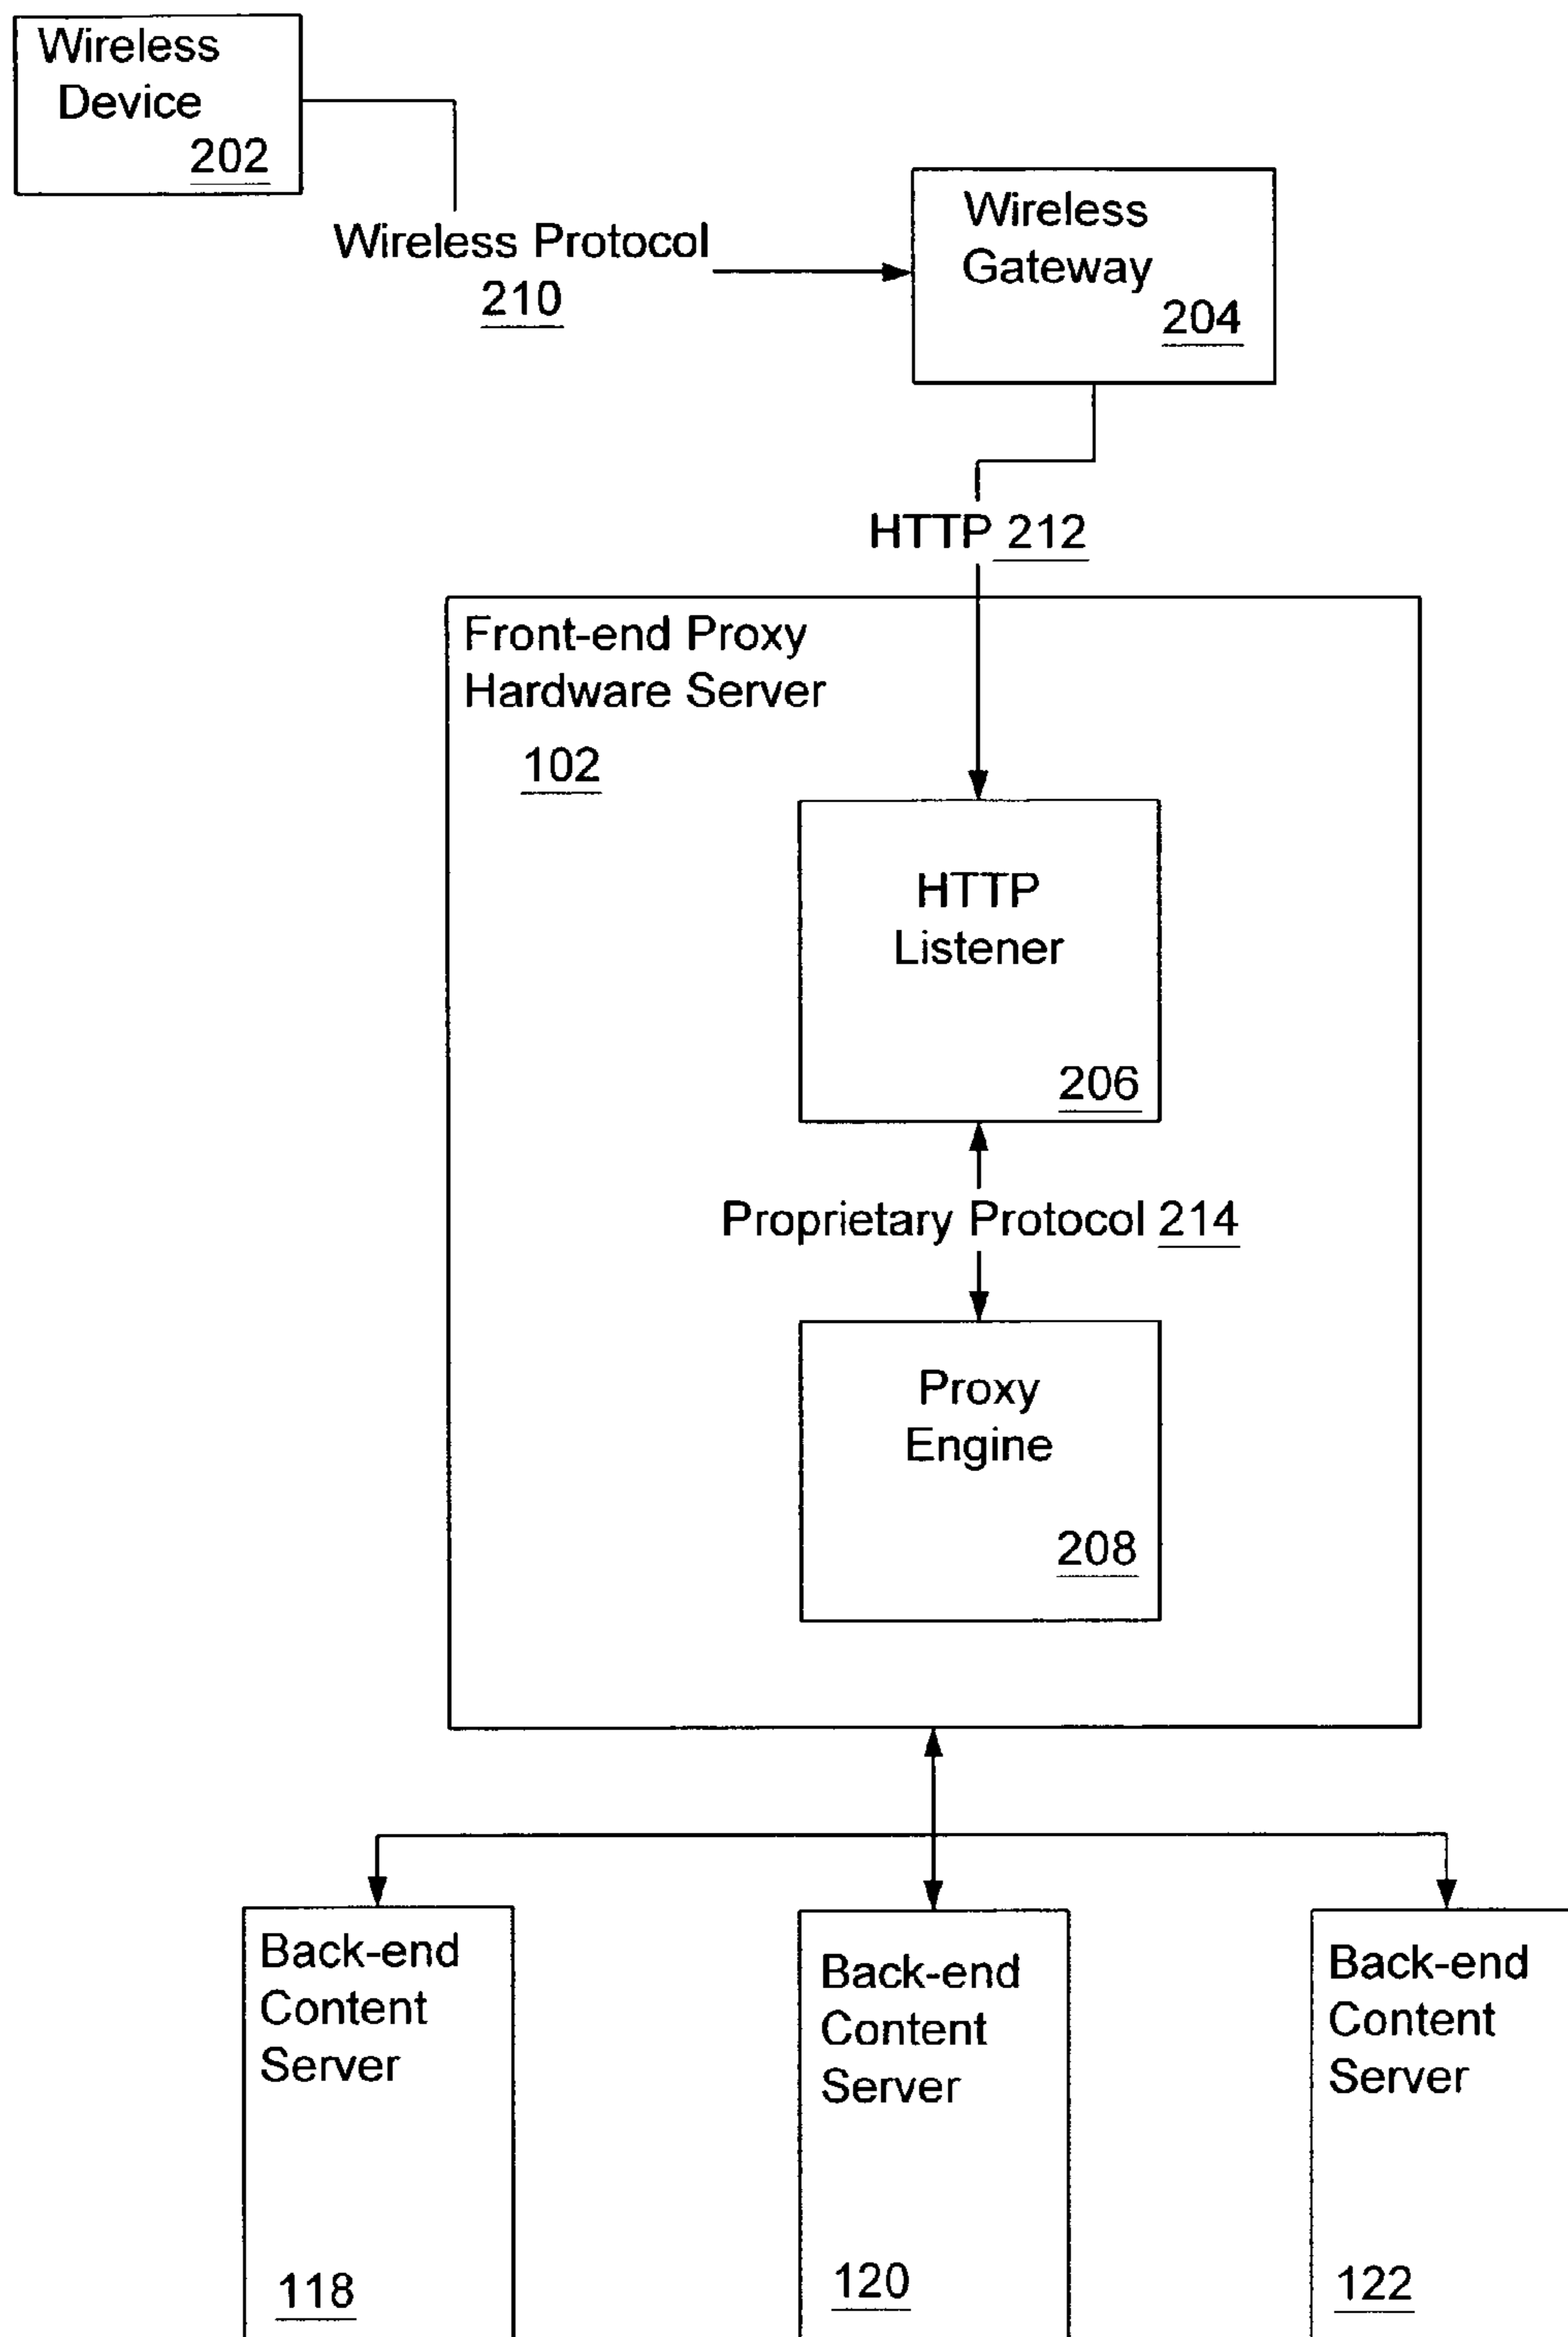 Wireless
Device
202
Wireless Protocol
210
Wireless
Gateway
204
HTTP 212
Front-end Proxy
Hardware Server
102
HTTP
Listener
206
Proprietary Protocol 214
Proxy
Engine
208
Back-end
Content
Server
118
Back-end
Content
Server
120
Back-end
Content
Server
122